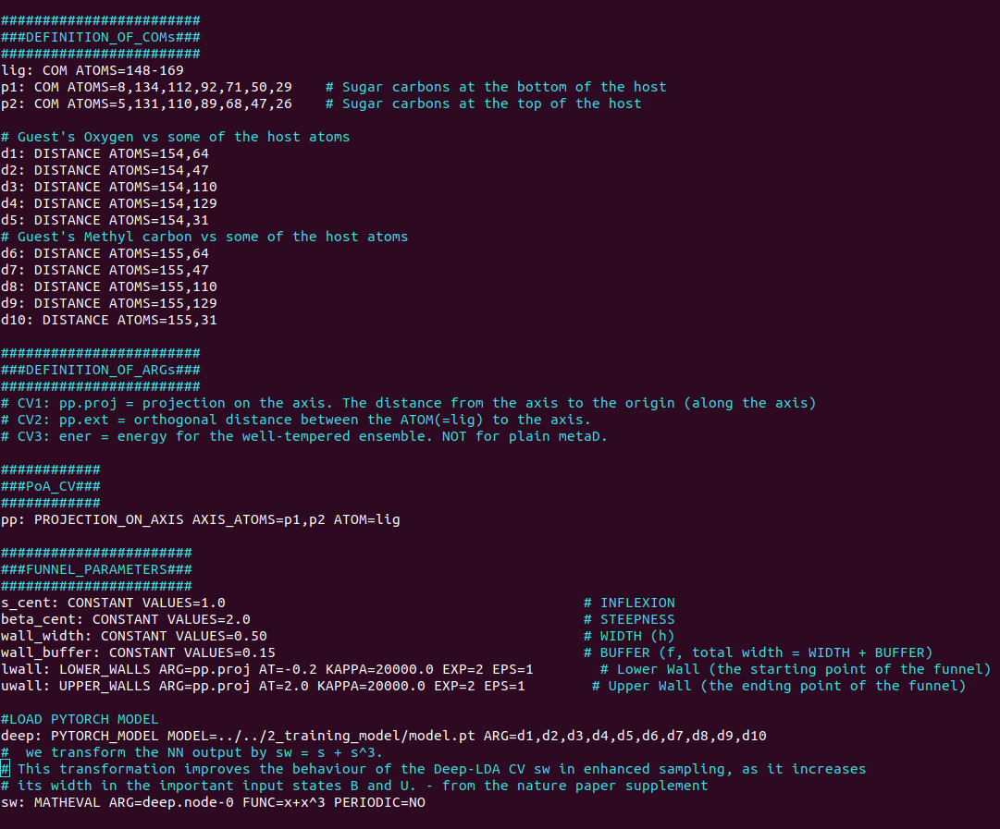 ########################
###DEFINITION_OF_COMs###
########################
lig: COM ATOMS=148-169
p1: COM ATOMS=8,134,112,92,71,50,29    # Sugar carbons at the bottom of the host
p2: COM ATOMS=5,131,110,89,68,47,26    # Sugar carbons at the top of the host
# Guest's Oxygen vs some of the host atoms
d1: DISTANCE ATOMS=154,64
d2: DISTANCE ATOMS=154,47
d3: DISTANCE ATOMS=154,110
d4: DISTANCE ATOMS=154,129
d5: DISTANCE ATOMS=154,31
# Guest's Methyl carbon vs some of the host atoms
d6: DISTANCE ATOMS=155,64
d7: DISTANCE ATOMS=155,47
d8: DISTANCE ATOMS=155,110
d9: DISTANCE ATOMS=155,129
d10: DISTANCE ATOMS=155,31
########################
###DEFINITION_OF_ARGs###
########################
# CV1: pp.proj = projection on the axis. The distance from the axis to the origin (along the axis)
# CV2: pp.ext = orthogonal distance between the ATOM(=lig) to the axis.
# CV3: ener = energy for the well-tempered ensemble. NOT for plain metaD.
############
###PoA_CV###
############
pp: PROJECTION_ON_AXIS AXIS_ATOMS=p1,p2 ATOM=lig
#######################
###FUNNEL_PARAMETERS###
#######################
s_cent: CONSTANT VALUES=1.0                                           # INFLEXION
beta_cent: CONSTANT VALUES=2.0                                        # STEEPNESS
wall_width: CONSTANT VALUES=0.50                                      # WIDTH (h)
wall_buffer: CONSTANT VALUES=0.15                                     # BUFFER (f, total width = WIDTH + BUFFER)
lwall: LOWER_WALLS ARG=pp.proj AT=-0.2 KAPPA=20000.0 EXP=2 EPS=1        # Lower Wall (the starting point of the funnel)
uwall: UPPER_WALLS ARG=pp.proj AT=2.0 KAPPA=20000.0 EXP=2 EPS=1        # Upper Wall (the ending point of the funnel)
#LOAD PYTORCH MODEL
deep: PYTORCH_MODEL MODEL=../../2_training_model/model.pt ARG=d1,d2,d3,d4,d5,d6,d7,d8,d9,d10
#  we transform the NN output by sw = s + s^3.
# This transformation improves the behaviour of the Deep-LDA CV sw in enhanced sampling, as it increases
# its width in the important input states B and U. - from the nature paper supplement
sw: MATHEVAL ARG=deep.node-0 FUNC=x+x^3 PERIODIC=NO